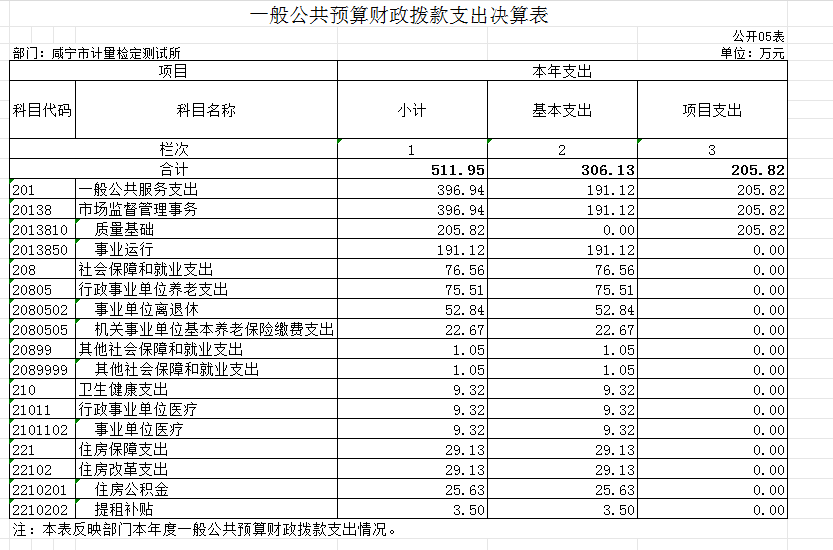 一般公共预算财政拨款支出决算表
公开05表
部门：咸宁市计量检定测试所 单位：万元
项目 本年支出
科目代码 科目名称 小计 基本支出 项目支出
栏次 1 2 3
合计 511.95 306.13 205.82
201 一般公共服务支出 396.94 191.12 205.82
20138 市场监督管理事务 396.94 191.12 205.82
2013810 质量基础 205.82 0.00 205.82
2013850 事业运行 191.12 191.12 0.00
208 社会保障和就业支出 76.56 76.56 0.00
20805 行政事业单位养老支出 75.51 75.51 0.00
2080502 事业单位离退休 52.84 52.84 0.00
2080505 机关事业单位基本养老保险缴费支出 22.67 22.67 0.00
20899 其他社会保障和就业支出 1.05 1.05 0.00
2089999 其他社会保障和就业支出 1.05 1.05 0.00
210 卫生健康支出 9.32 9.32 0.00
21011 行政事业单位医疗 9.32 9.32 0.00
2101102 事业单位医疗 9.32 9.32 0.00
221 住房保障支出 29.13 29.13 0.00
22102 住房改革支出 29.13 29.13 0.00
2210201 住房公积金 25.63 25.63 0.00
2210202 提租补贴 3.50 3.50 0.00
注：本表反映部门本年度一般公共预算财政拨款支出情况。